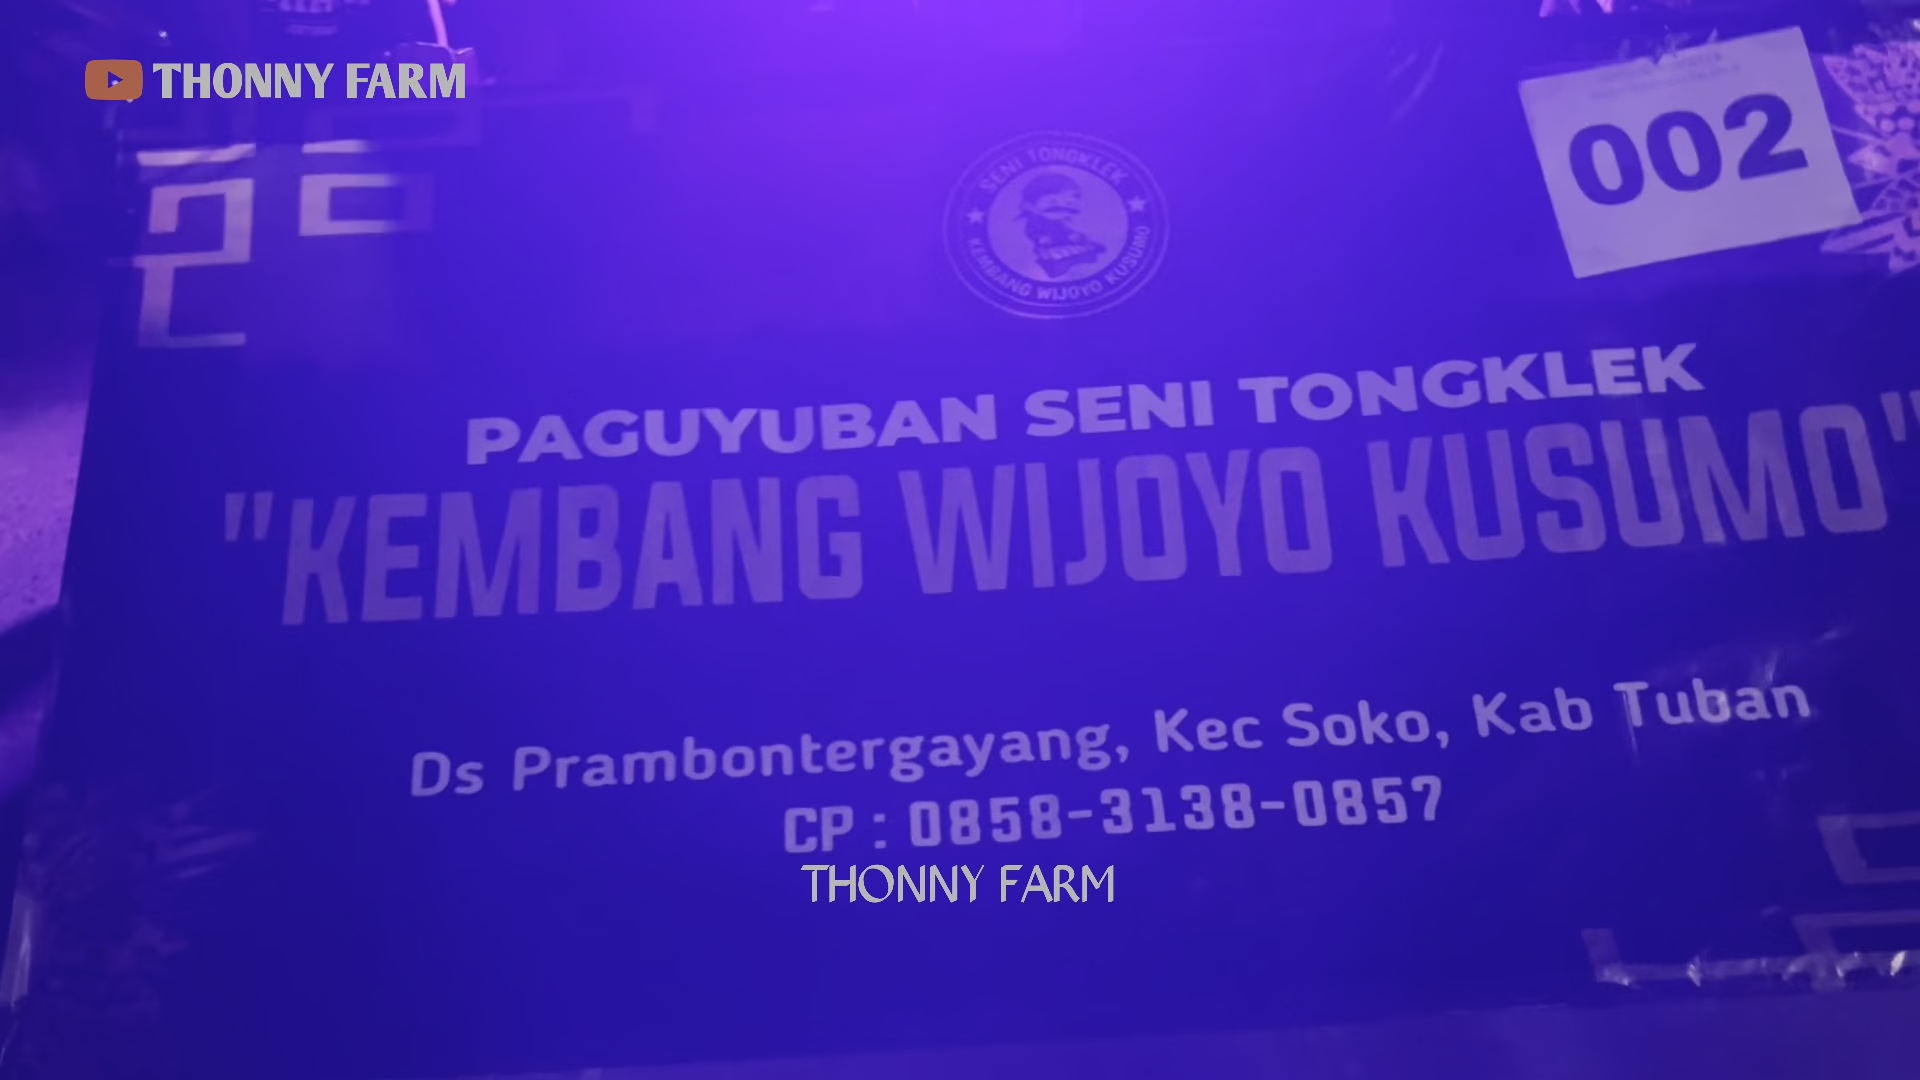 THONNY FARM
002
SENI TONGKLEK
KEMBANG WIJOYO KUSUMO
PAGUYUBAN SENI TONGKLEK
"KEMBANG WIJOYO KUSUMO"
Ds Prambontergayang, Kec Soko, Kab Tuban
CP : 0858-3138-0857
THONNY FARM